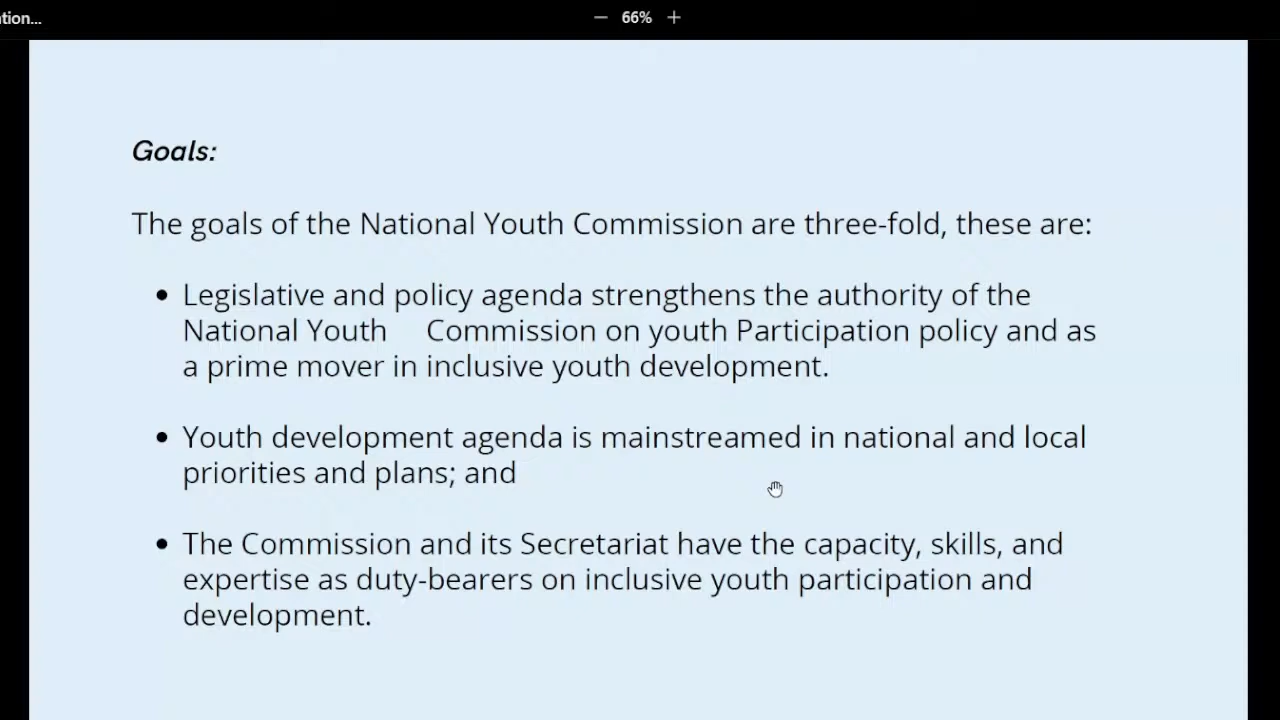 tion...
66%
Goals:
The goals of the National Youth Commission are three-fold, these are:
• Legislative and policy agenda strengthens the authority of the
National Youth Commission on youth Participation policy and as
a prime mover in inclusive youth development.
• Youth development agenda is mainstreamed in national and local
priorities and plans; and
• The Commission and its Secretariat have the capacity, skills, and
expertise as duty-bearers on inclusive youth participation and
development.